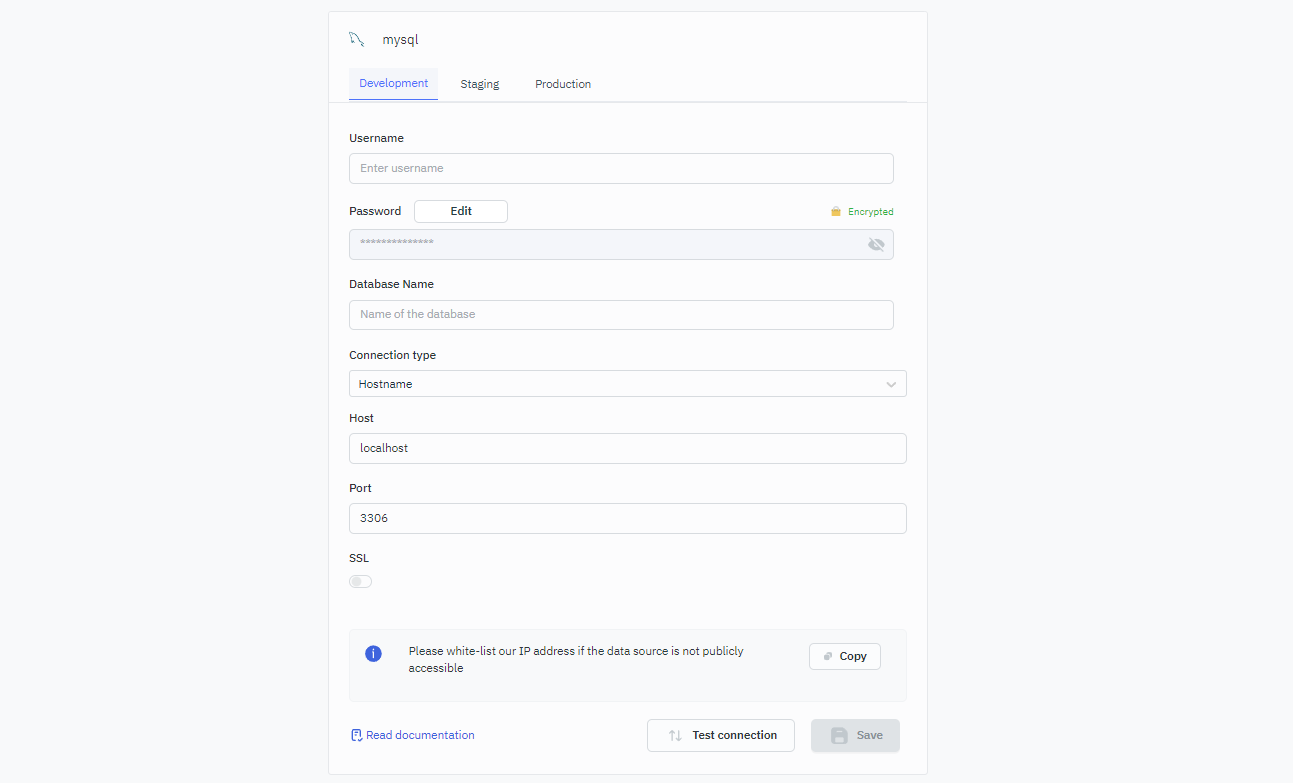 mysql
Development Staging Production
Username
Enter username
Password Edit Encrypted
**************
Database Name
Name of the database
Connection type
Hostname
Host
localhost
Port
3306
SSL
Please white-list our IP address if the data source is not publicly
accessible
Copy
Read documentation Test connection Save